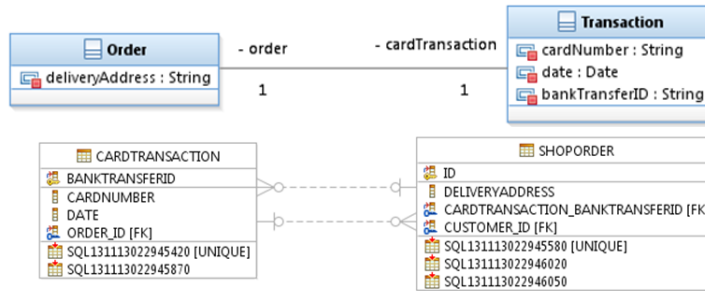 Order
deliveryAddress : String
- order
- cardTransaction
1
1
Transaction
cardNumber : String
date : Date
bankTransferID : String
CARDTRANSACTION
BANKTRANSFERID
CARDNUMBER
DATE
ORDER_ID [FK]
SQL131113022945420 [UNIQUE]
SQL131113022945870
SHOPORDER
ID
DELIVERYADDRESS
CARDTRANSACTION_BANKTRANSFERID [FK
CUSTOMER_ID [FK]
SQL131113022945580 [UNIQUE]
SQL131113022946020
SQL131113022946050